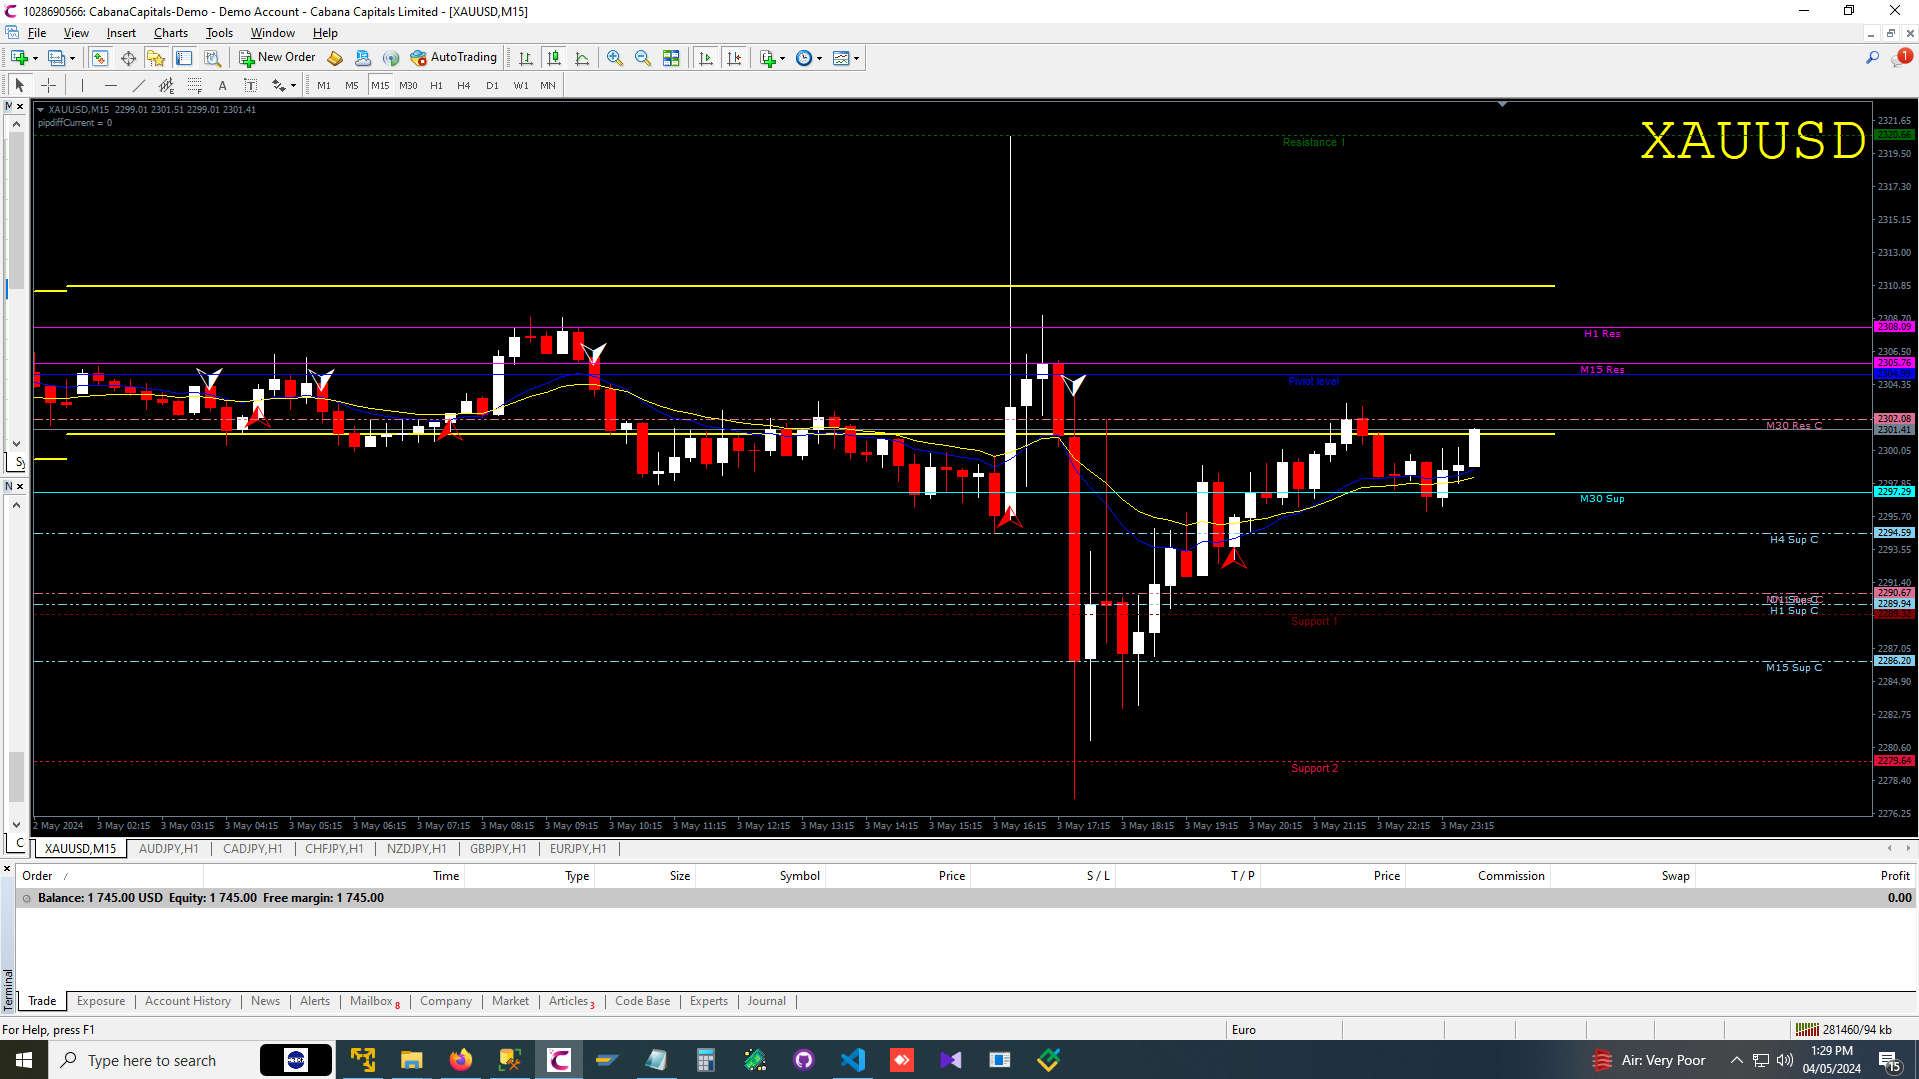 1028690566: CabanaCapitals-Demo - Demo Account - Cabana Capitals Limited - [XAUUSD,M15]
File View Insert Charts Tools Window Help
New Order AutoTrading 1
A T M1 M5 M15 M30 H1 H4 D1 W1 MN
XAUUSD,M15 2299.01 2301.51 2299.01 2301.41
pipdiffCurrent = 0
XAUUSD
Resistance 1
H1 Res
M15 Res
Pivot level
M30 Res C
M30 Sup
H4 Sup C
H1 Sup C
Support 1
M15 Sup C
Support 2
2321.65
2320.66
2319.50
2317.30
2315.15
2313.00
2310.85
2308.70
2308.09
2306.50
2305.76
2304.35
2302.08
2301.41
2300.05
2297.85
2297.29
2295.70
2294.59
2293.55
2291.40
2290.67
2289.94
2287.05
2286.20
2284.90
2282.75
2280.60
2279.64
2278.40
2276.25
2 May 2024 3 May 02:15 3 May 03:15 3 May 04:15 3 May 05:15 3 May 06:15 3 May 07:15 3 May 08:15 3 May 09:15 3 May 10:15 3 May 11:15 3 May 12:15 3 May 13:15 3 May 14:15 3 May 15:15 3 May 16:15 3 May 17:15 3 May 18:15 3 May 19:15 3 May 20:15 3 May 21:15 3 May 22:15 3 May 23:15
XAUUSD,M15 AUDJPY,H1 CADJPY,H1 CHFJPY,H1 NZDJPY,H1 GBPJPY,H1 EURJPY,H1
Order Time Type Size Symbol Price S / L T / P Price Commission Swap Profit
Balance: 1 745.00 USD Equity: 1 745.00 Free margin: 1 745.00 0.00
Terminal
Trade Exposure Account History News Alerts Mailbox 8 Company Market Articles 3 Code Base Experts Journal
For Help, press F1 Euro 281460/94 kb
Type here to search Air: Very Poor 1:29 PM
04/05/2024 15